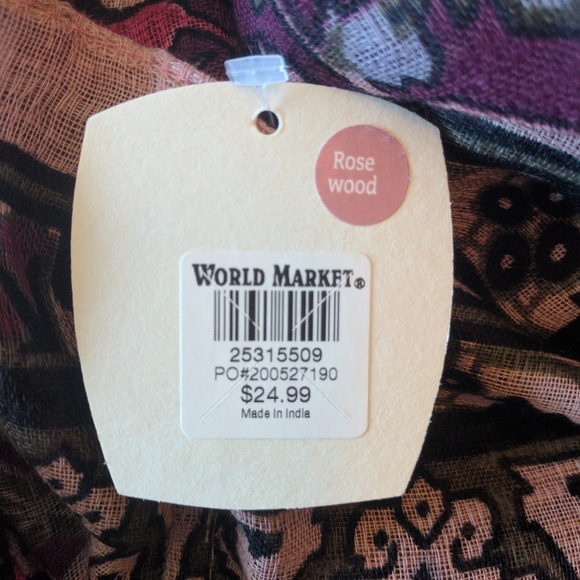 Rose
wood
WORLD MARKET®
25315509
PO#200527190
$24.99
Made in India